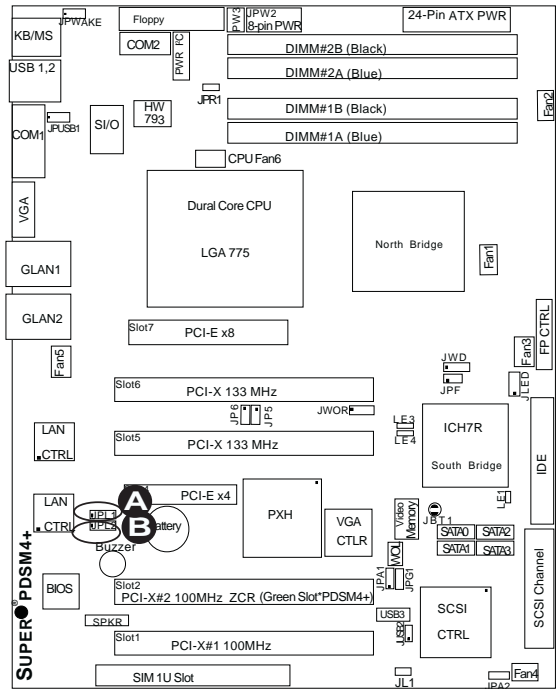 KB/MS
JPWAKE
Floppy
PW3
JPW2
8-pin PWR
24-Pin ATX PWR
USB 1,2
COM2
PWR I²C
DIMM#2B (Black)
DIMM#2A (Blue)
JPR1
DIMM#1B (Black)
DIMM#1A (Blue)
Fan2
COM1
JPUSB1
SI/O
HW
793
CPU Fan6
VGA
Dural Core CPU
LGA 775
North Bridge
Fan1
GLAN1
GLAN2
Fan5
Slot7
PCI-E x8
Fan3
FP CTRL
JWD
JPF
JLED
Slot6
PCI-X 133 MHz
JP6
JP5
JWOR
LE3
LE4
ICH7R
South Bridge
IDE
LAN
CTRL
Slot5
PCI-X 133 MHz
LAN
CTRL
JPL1
JPL2
A
B
PCI-E x4
Battery
Buzzer
PXH
VGA
CTLR
Video
Memory
JBT1
LE1
SATA0
SATA2
SATA1
SATA3
WOL
JPA1
JPG1
BIOS
Slot2
PCI-X#2 100MHz ZCR (Green Slot*PDSM4+)
USB3
JUSB2
SCSI
CTRL
SCSI Channel
SPKR
Slot1
PCI-X#1 100MHz
SIM 1U Slot
JL1
JPA2
Fan4
SUPER® PDSM4+